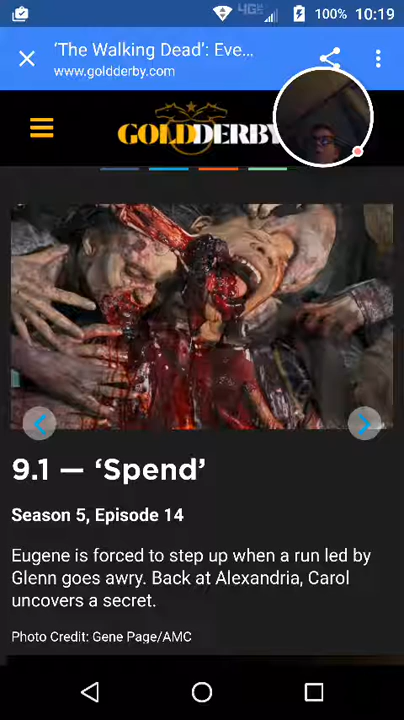 4G
100%
10:19
‘The Walking Dead’: Eve...
www.goldderby.com
GOLDDERBY
9.1 — ‘Spend’
Season 5, Episode 14
Eugene is forced to step up when a run led by
Glenn goes awry. Back at Alexandria, Carol
uncovers a secret.
Photo Credit: Gene Page/AMC